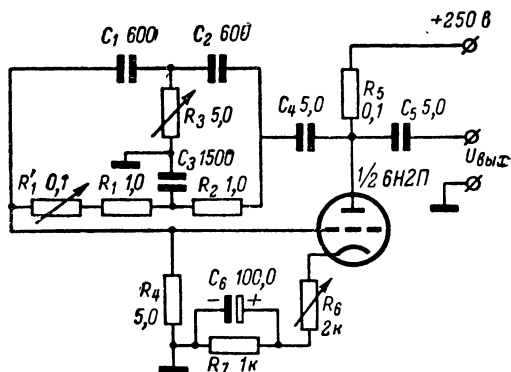 +250 В
C₁ 600
C₂ 600
R₅
0,1
R₃ 5,0
C₄ 5,0
C₅ 5,0
Uвых
C₃ 1500
½ 6Н2П
R'₁ 0,1
R₁ 1,0
R₂ 1,0
C₆ 100,0
− +
R₄
5,0
R₆
2к
R₇ 1к